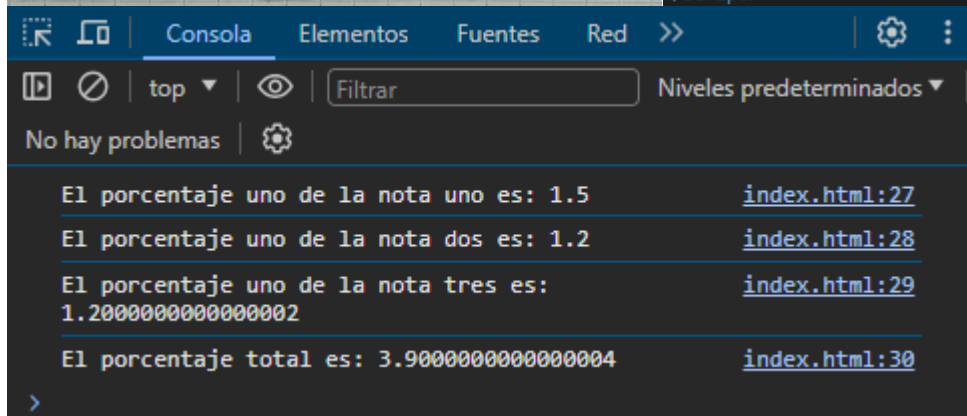 Consola Elementos Fuentes Red >>
top ▼ Filtrar Niveles predeterminados ▼
No hay problemas
El porcentaje uno de la nota uno es: 1.5 index.html:27
El porcentaje uno de la nota dos es: 1.2 index.html:28
El porcentaje uno de la nota tres es: index.html:29
1.2000000000000002
El porcentaje total es: 3.9000000000000004 index.html:30
>